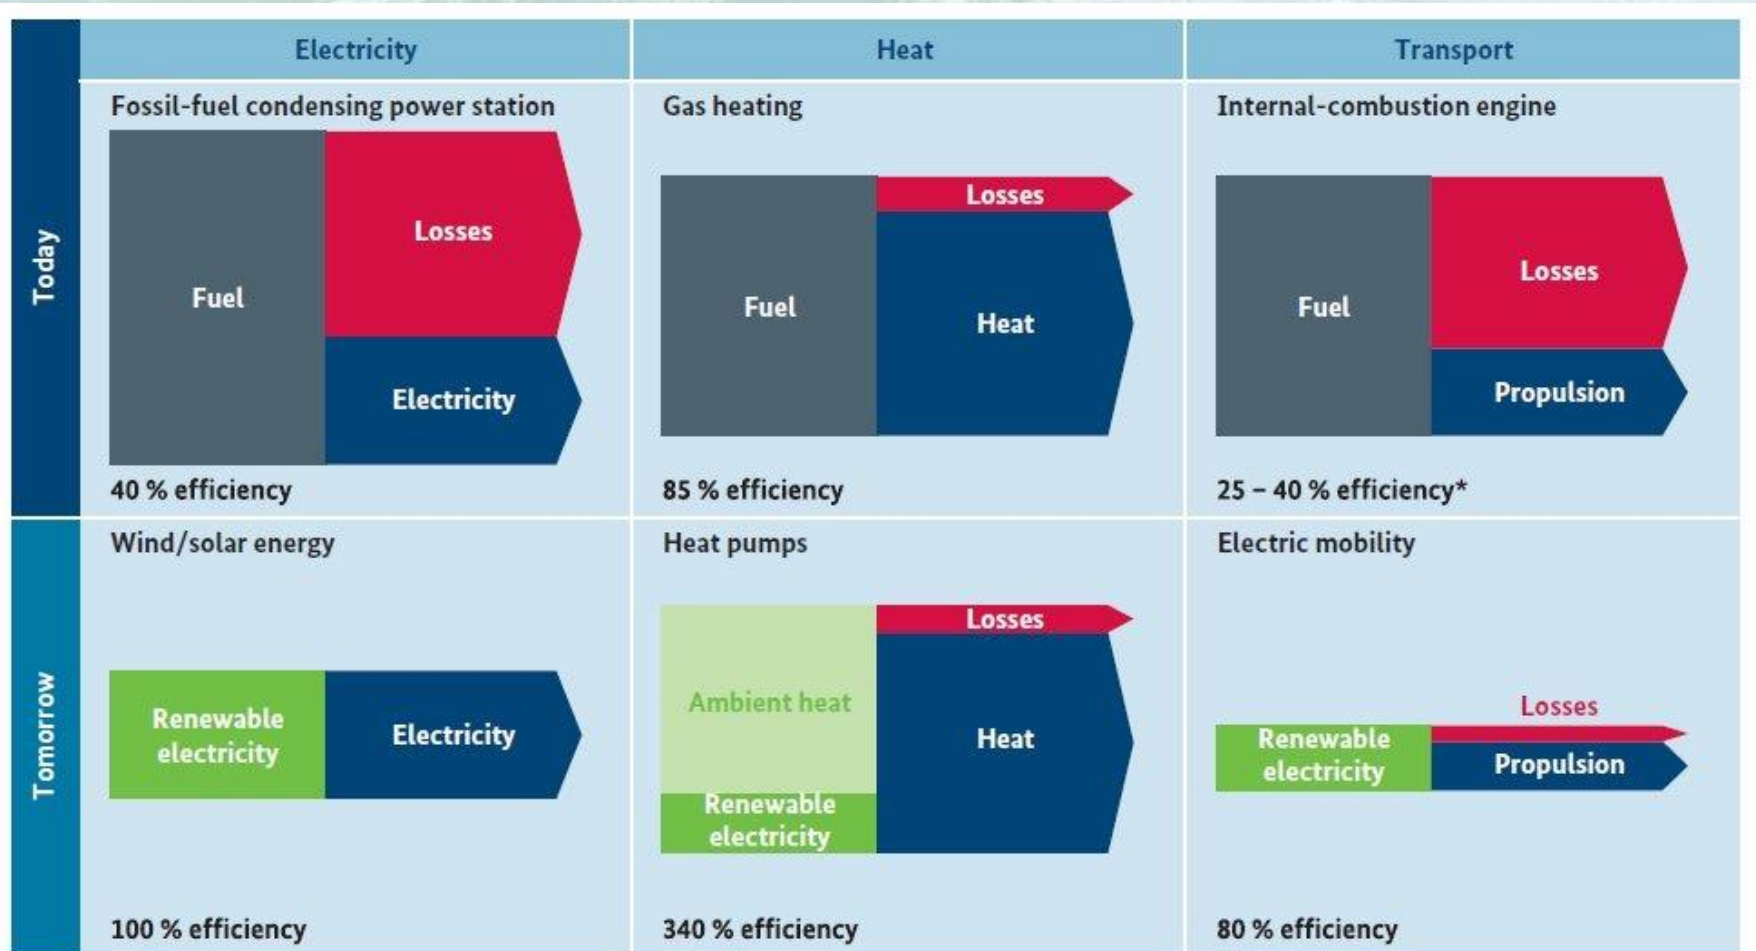 Electricity
Heat
Transport
Today
Fossil-fuel condensing power station
Fuel
Losses
Electricity
40 % efficiency
Gas heating
Fuel
Losses
Heat
85 % efficiency
Internal-combustion engine
Fuel
Losses
Propulsion
25 – 40 % efficiency*
Tomorrow
Wind/solar energy
Renewable
electricity
Electricity
100 % efficiency
Heat pumps
Ambient heat
Renewable
electricity
Losses
Heat
340 % efficiency
Electric mobility
Renewable
electricity
Losses
Propulsion
80 % efficiency